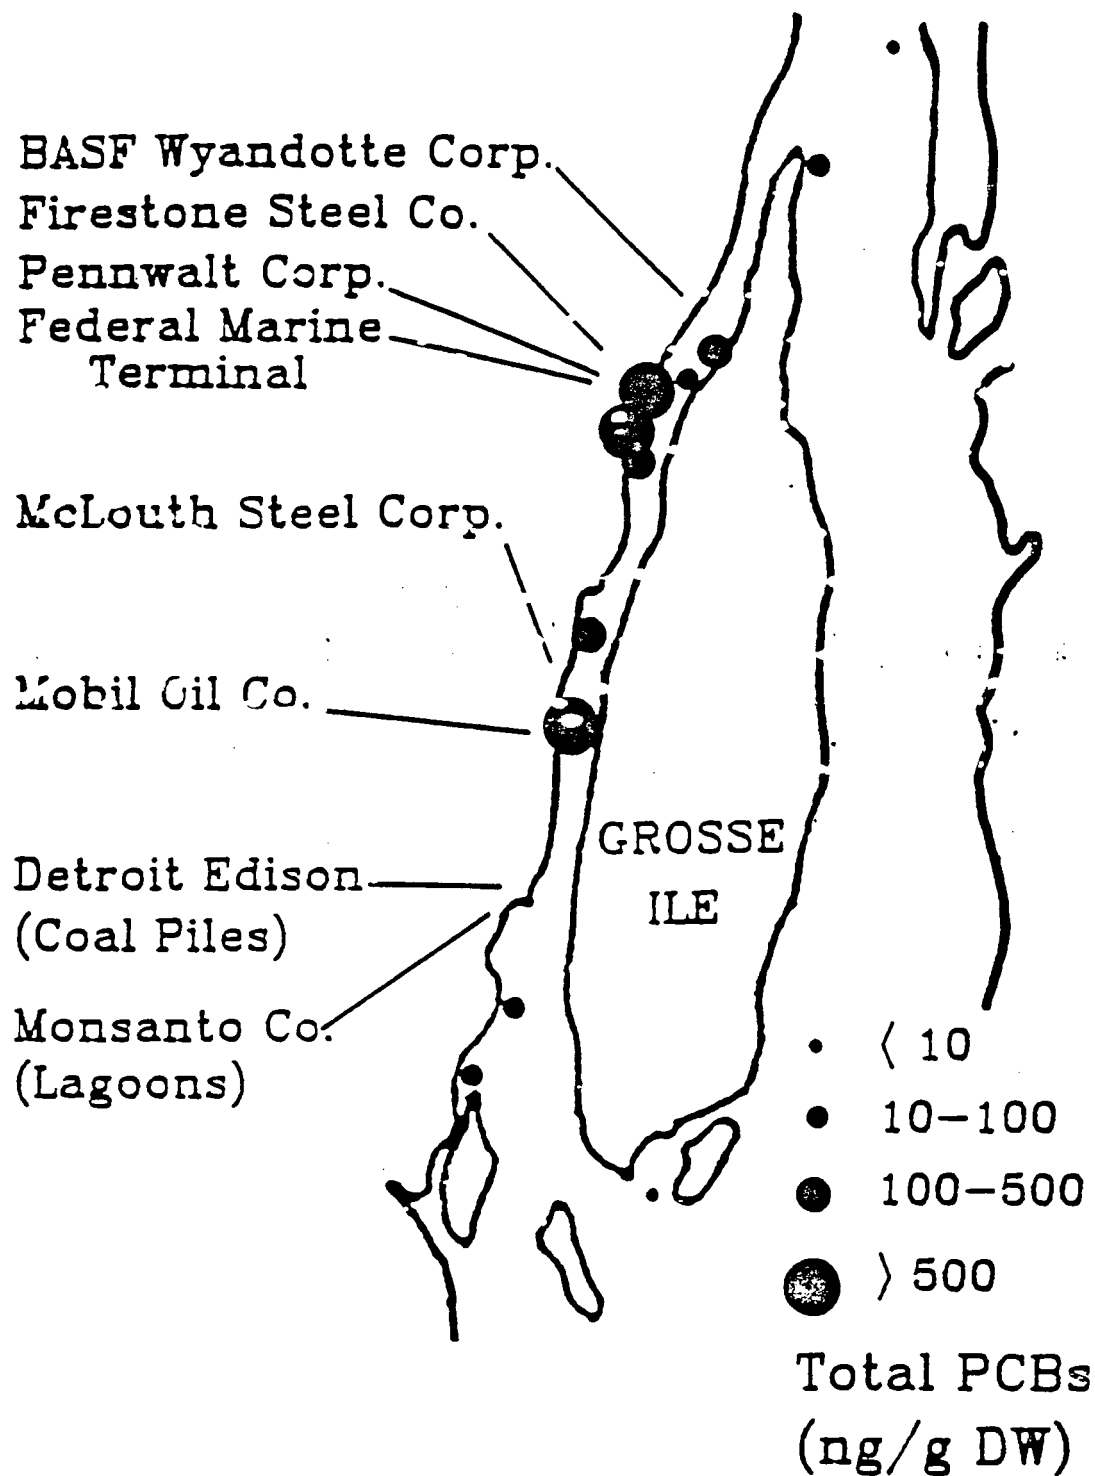 BASF Wyandotte Corp.
Firestone Steel Co.
Pennwalt Corp.
Federal Marine
Terminal
McLouth Steel Corp.
Mobil Oil Co.
Detroit Edison
(Coal Piles)
Monsanto Co.
(Lagoons)
GROSSE
ILE
⟨ 10
10-100
100-500
⟩ 500
Total PCBs
(ng/g DW)